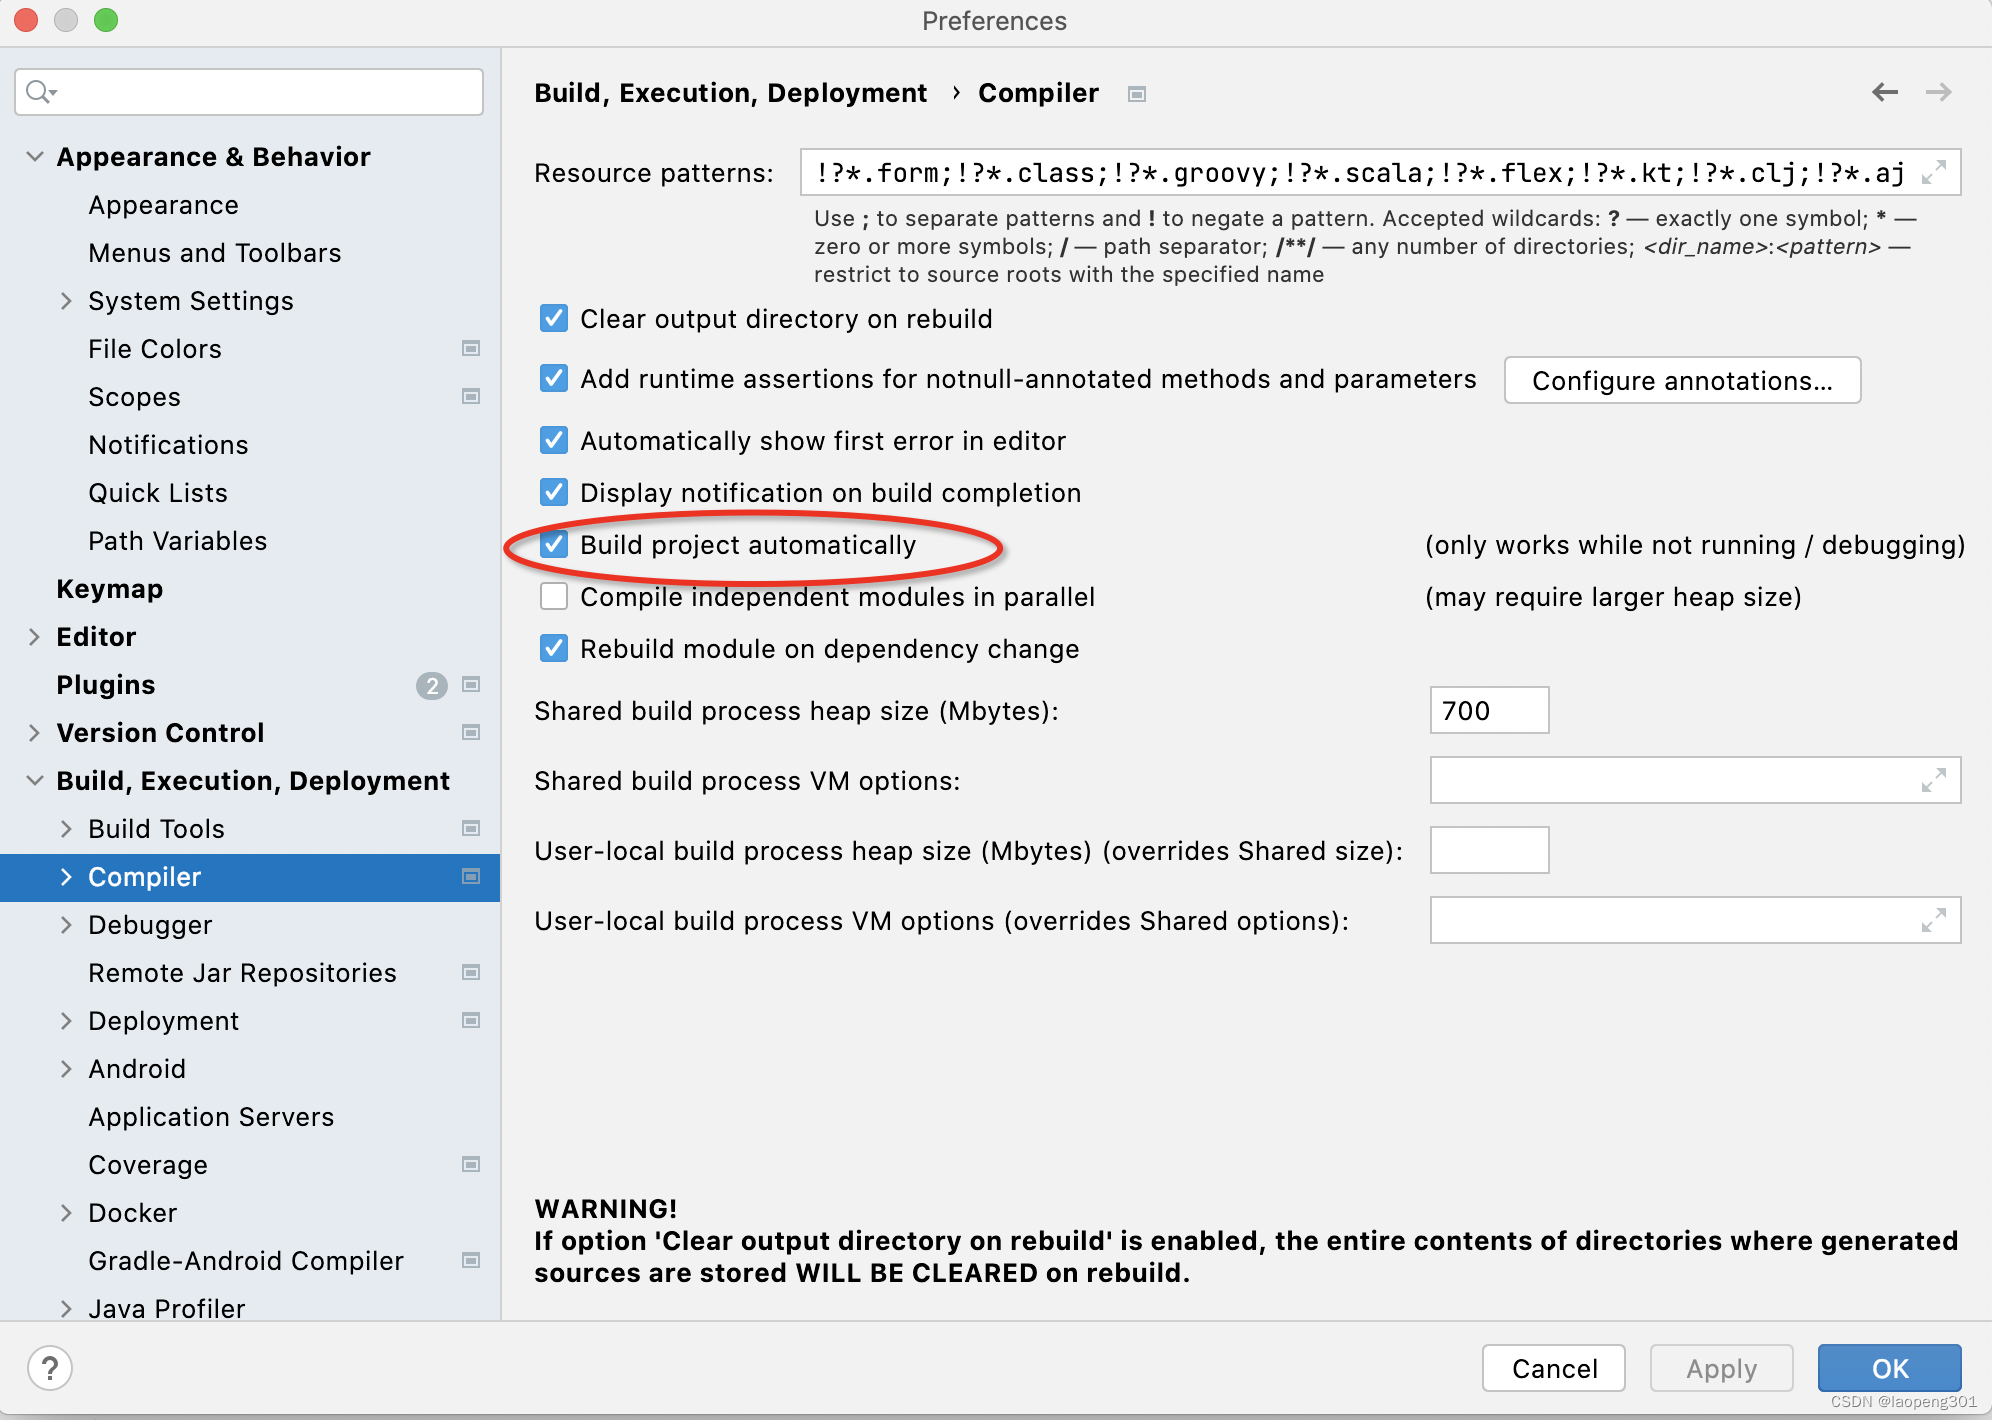 Preferences
Appearance & Behavior
Appearance
Menus and Toolbars
System Settings
File Colors
Scopes
Notifications
Quick Lists
Path Variables
Keymap
Editor
Plugins 2
Version Control
Build, Execution, Deployment
Build Tools
Compiler
Debugger
Remote Jar Repositories
Deployment
Android
Application Servers
Coverage
Docker
Gradle-Android Compiler
Java Profiler
Build, Execution, Deployment › Compiler
Resource patterns: !?*.form;!?*.class;!?*.groovy;!?*.scala;!?*.flex;!?*.kt;!?*.clj;!?*.aj
Use ; to separate patterns and ! to negate a pattern. Accepted wildcards: ? — exactly one symbol; * —
zero or more symbols; / — path separator; /**/ — any number of directories; <dir_name>:<pattern> —
restrict to source roots with the specified name
Clear output directory on rebuild
Add runtime assertions for notnull-annotated methods and parameters Configure annotations...
Automatically show first error in editor
Display notification on build completion
Build project automatically (only works while not running / debugging)
Compile independent modules in parallel (may require larger heap size)
Rebuild module on dependency change
Shared build process heap size (Mbytes): 700
Shared build process VM options:
User-local build process heap size (Mbytes) (overrides Shared size):
User-local build process VM options (overrides Shared options):
WARNING!
If option 'Clear output directory on rebuild' is enabled, the entire contents of directories where generated
sources are stored WILL BE CLEARED on rebuild.
? Cancel Apply OK
CSDN @laopeng301